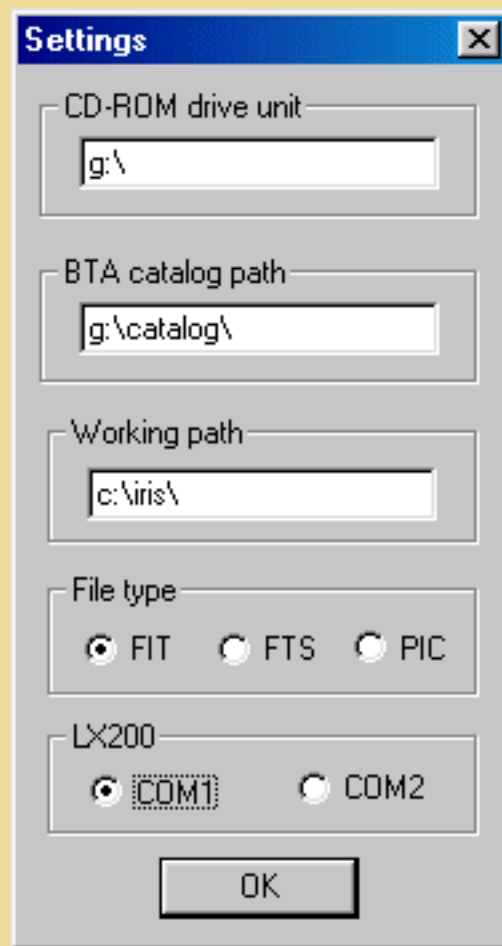 Settings
CD-ROM drive unit
g:\
BTA catalog path
g:\catalog\
Working path
c:\iris\
File type
FIT FTS PIC
LX200
COM1 COM2
OK